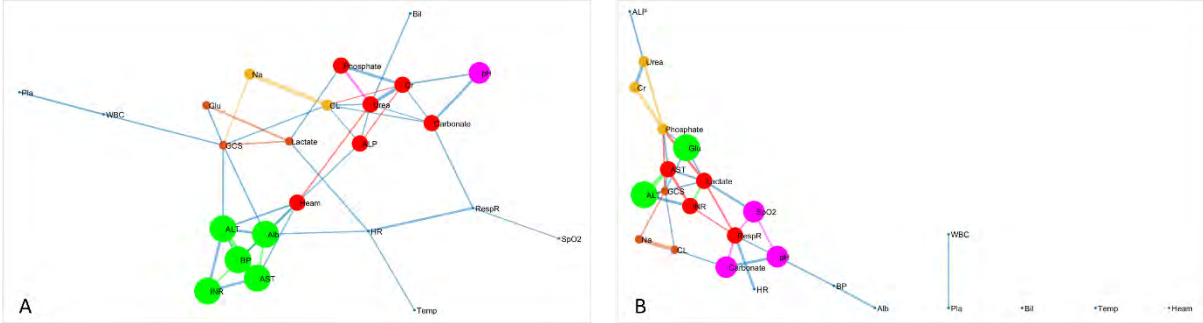 Bil
Phosphate
pH
Na
Cr
Pla
Glu
CL
Urea
WBC
Carbonate
GCS
Lactate
ALP
Heam
RespR
ALT
Alb
HR
SpO2
BP
AST
INR
Temp
A
ALP
Urea
Cr
Phosphate
Glu
AST
Lactate
ALT
GCS
INR
SpO2
Na
RespR
WBC
CL
Carbonate
pH
HR
BP
Alb
Pla
Bil
Temp
Heam
B